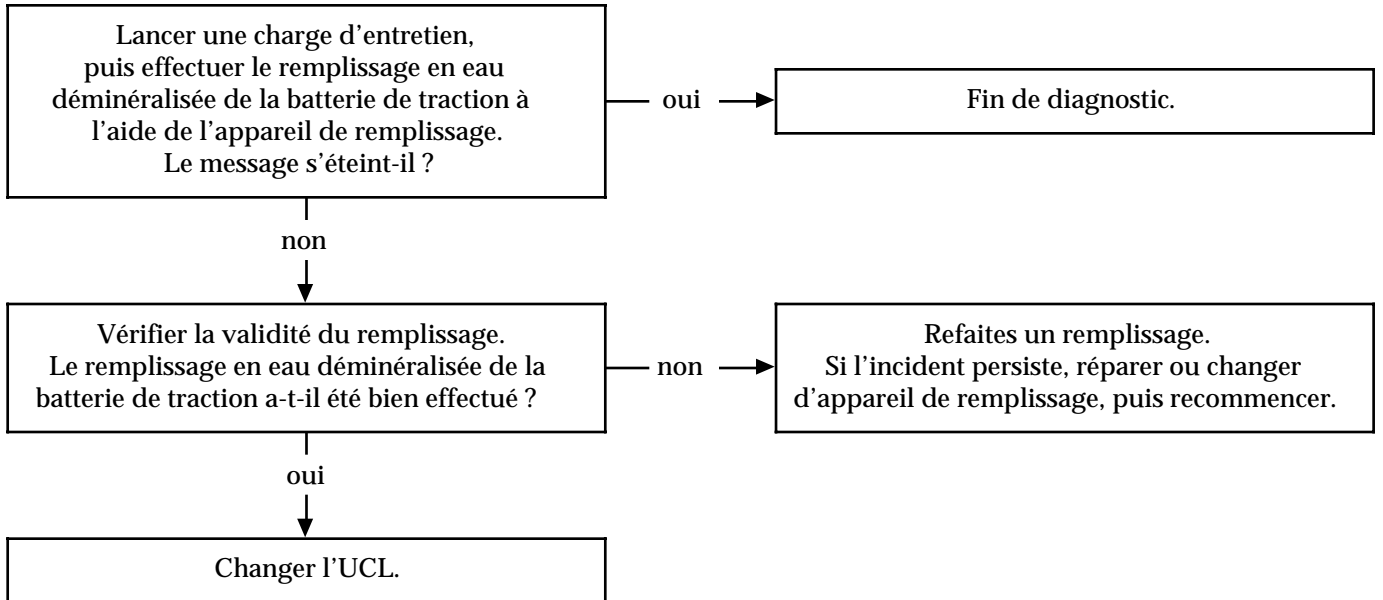 Lancer une charge d’entretien,
puis effectuer le remplissage en eau
déminéralisée de la batterie de traction à
l’aide de l’appareil de remplissage.
Le message s’éteint-il ?
oui
Fin de diagnostic.
non
Vérifier la validité du remplissage.
Le remplissage en eau déminéralisée de la
batterie de traction a-t-il été bien effectué ?
non
Refaites un remplissage.
Si l’incident persiste, réparer ou changer
d’appareil de remplissage, puis recommencer.
oui
Changer l’UCL.